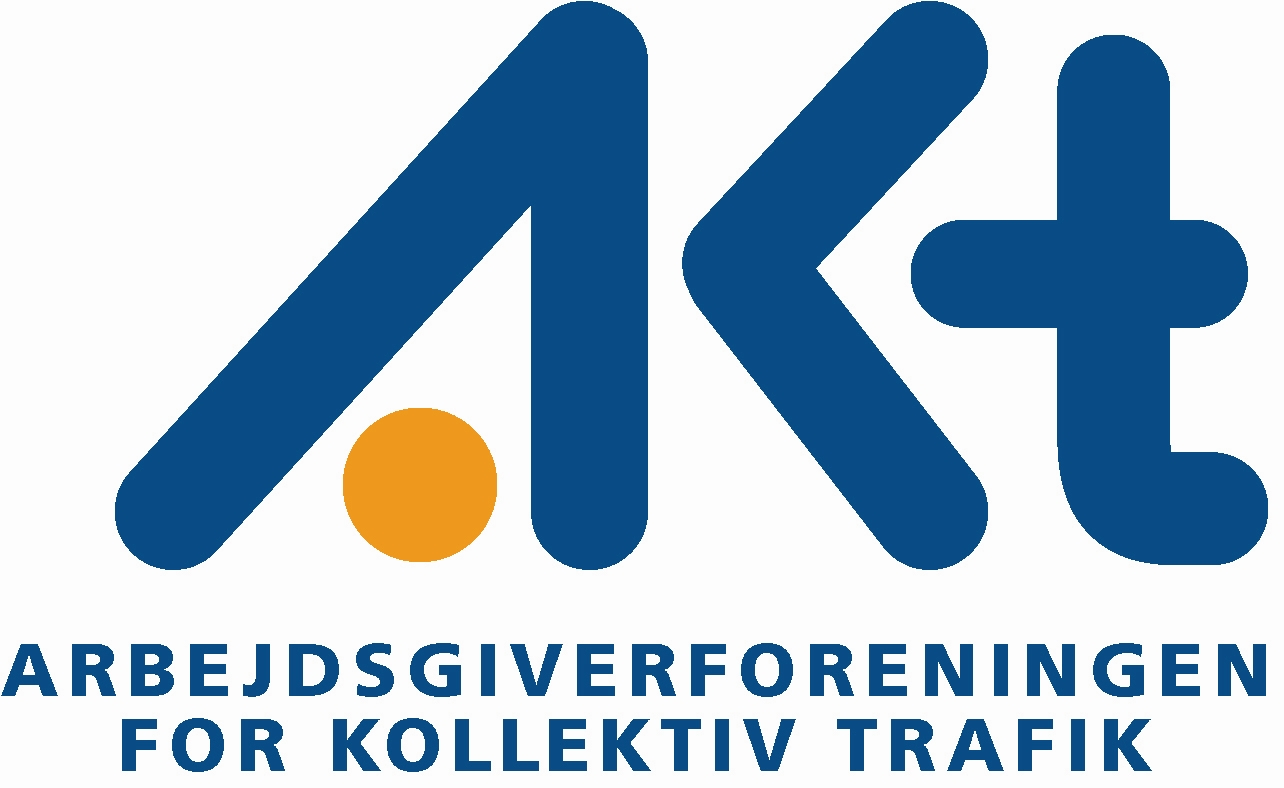 AKt
ARBEJDSGIVERFORENINGEN
FOR KOLLEKTIV TRAFIK